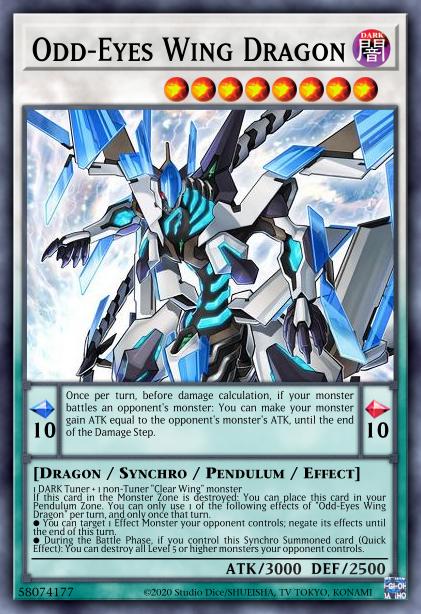 ODD-EYES WING DRAGON
DARK
闇
Once per turn, before damage calculation, if your monster
battles an opponent's monster: You can make your monster
gain ATK equal to the opponent's monster's ATK, until the end
of the Damage Step.
10
10
[DRAGON / SYNCHRO / PENDULUM / EFFECT]
1 DARK Tuner + 1 non-Tuner "Clear Wing" monster
If this card in the Monster Zone is destroyed: You can place this card in your
Pendulum Zone. You can only use 1 of the following effects of "Odd-Eyes Wing
Dragon" per turn, and only once that turn.
● You can target 1 Effect Monster your opponent controls; negate its effects until
the end of this turn.
● During the Battle Phase, if you control this Synchro Summoned card (Quick
Effect): You can destroy all Level 5 or higher monsters your opponent controls.
ATK/3000 DEF/2500
58074177
©2020 Studio Dice/SHUEISHA, TV TOKYO, KONAMI